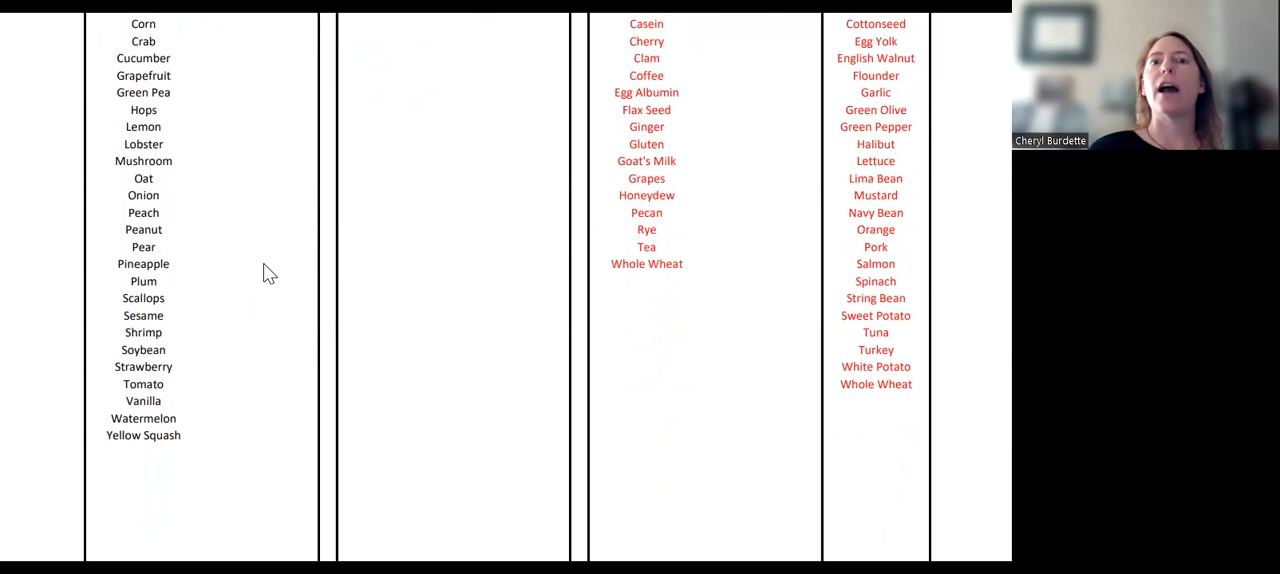 Corn
Crab
Cucumber
Grapefruit
Green Pea
Hops
Lemon
Lobster
Mushroom
Oat
Onion
Peach
Peanut
Pear
Pineapple
Plum
Scallops
Sesame
Shrimp
Soybean
Strawberry
Tomato
Vanilla
Watermelon
Yellow Squash
Casein
Cherry
Clam
Coffee
Egg Albumin
Flax Seed
Ginger
Gluten
Goat's Milk
Grapes
Honeydew
Pecan
Rye
Tea
Whole Wheat
Cottonseed
Egg Yolk
English Walnut
Flounder
Garlic
Green Olive
Green Pepper
Halibut
Lettuce
Lima Bean
Mustard
Navy Bean
Orange
Pork
Salmon
Spinach
String Bean
Sweet Potato
Tuna
Turkey
White Potato
Whole Wheat
Cheryl Burdette